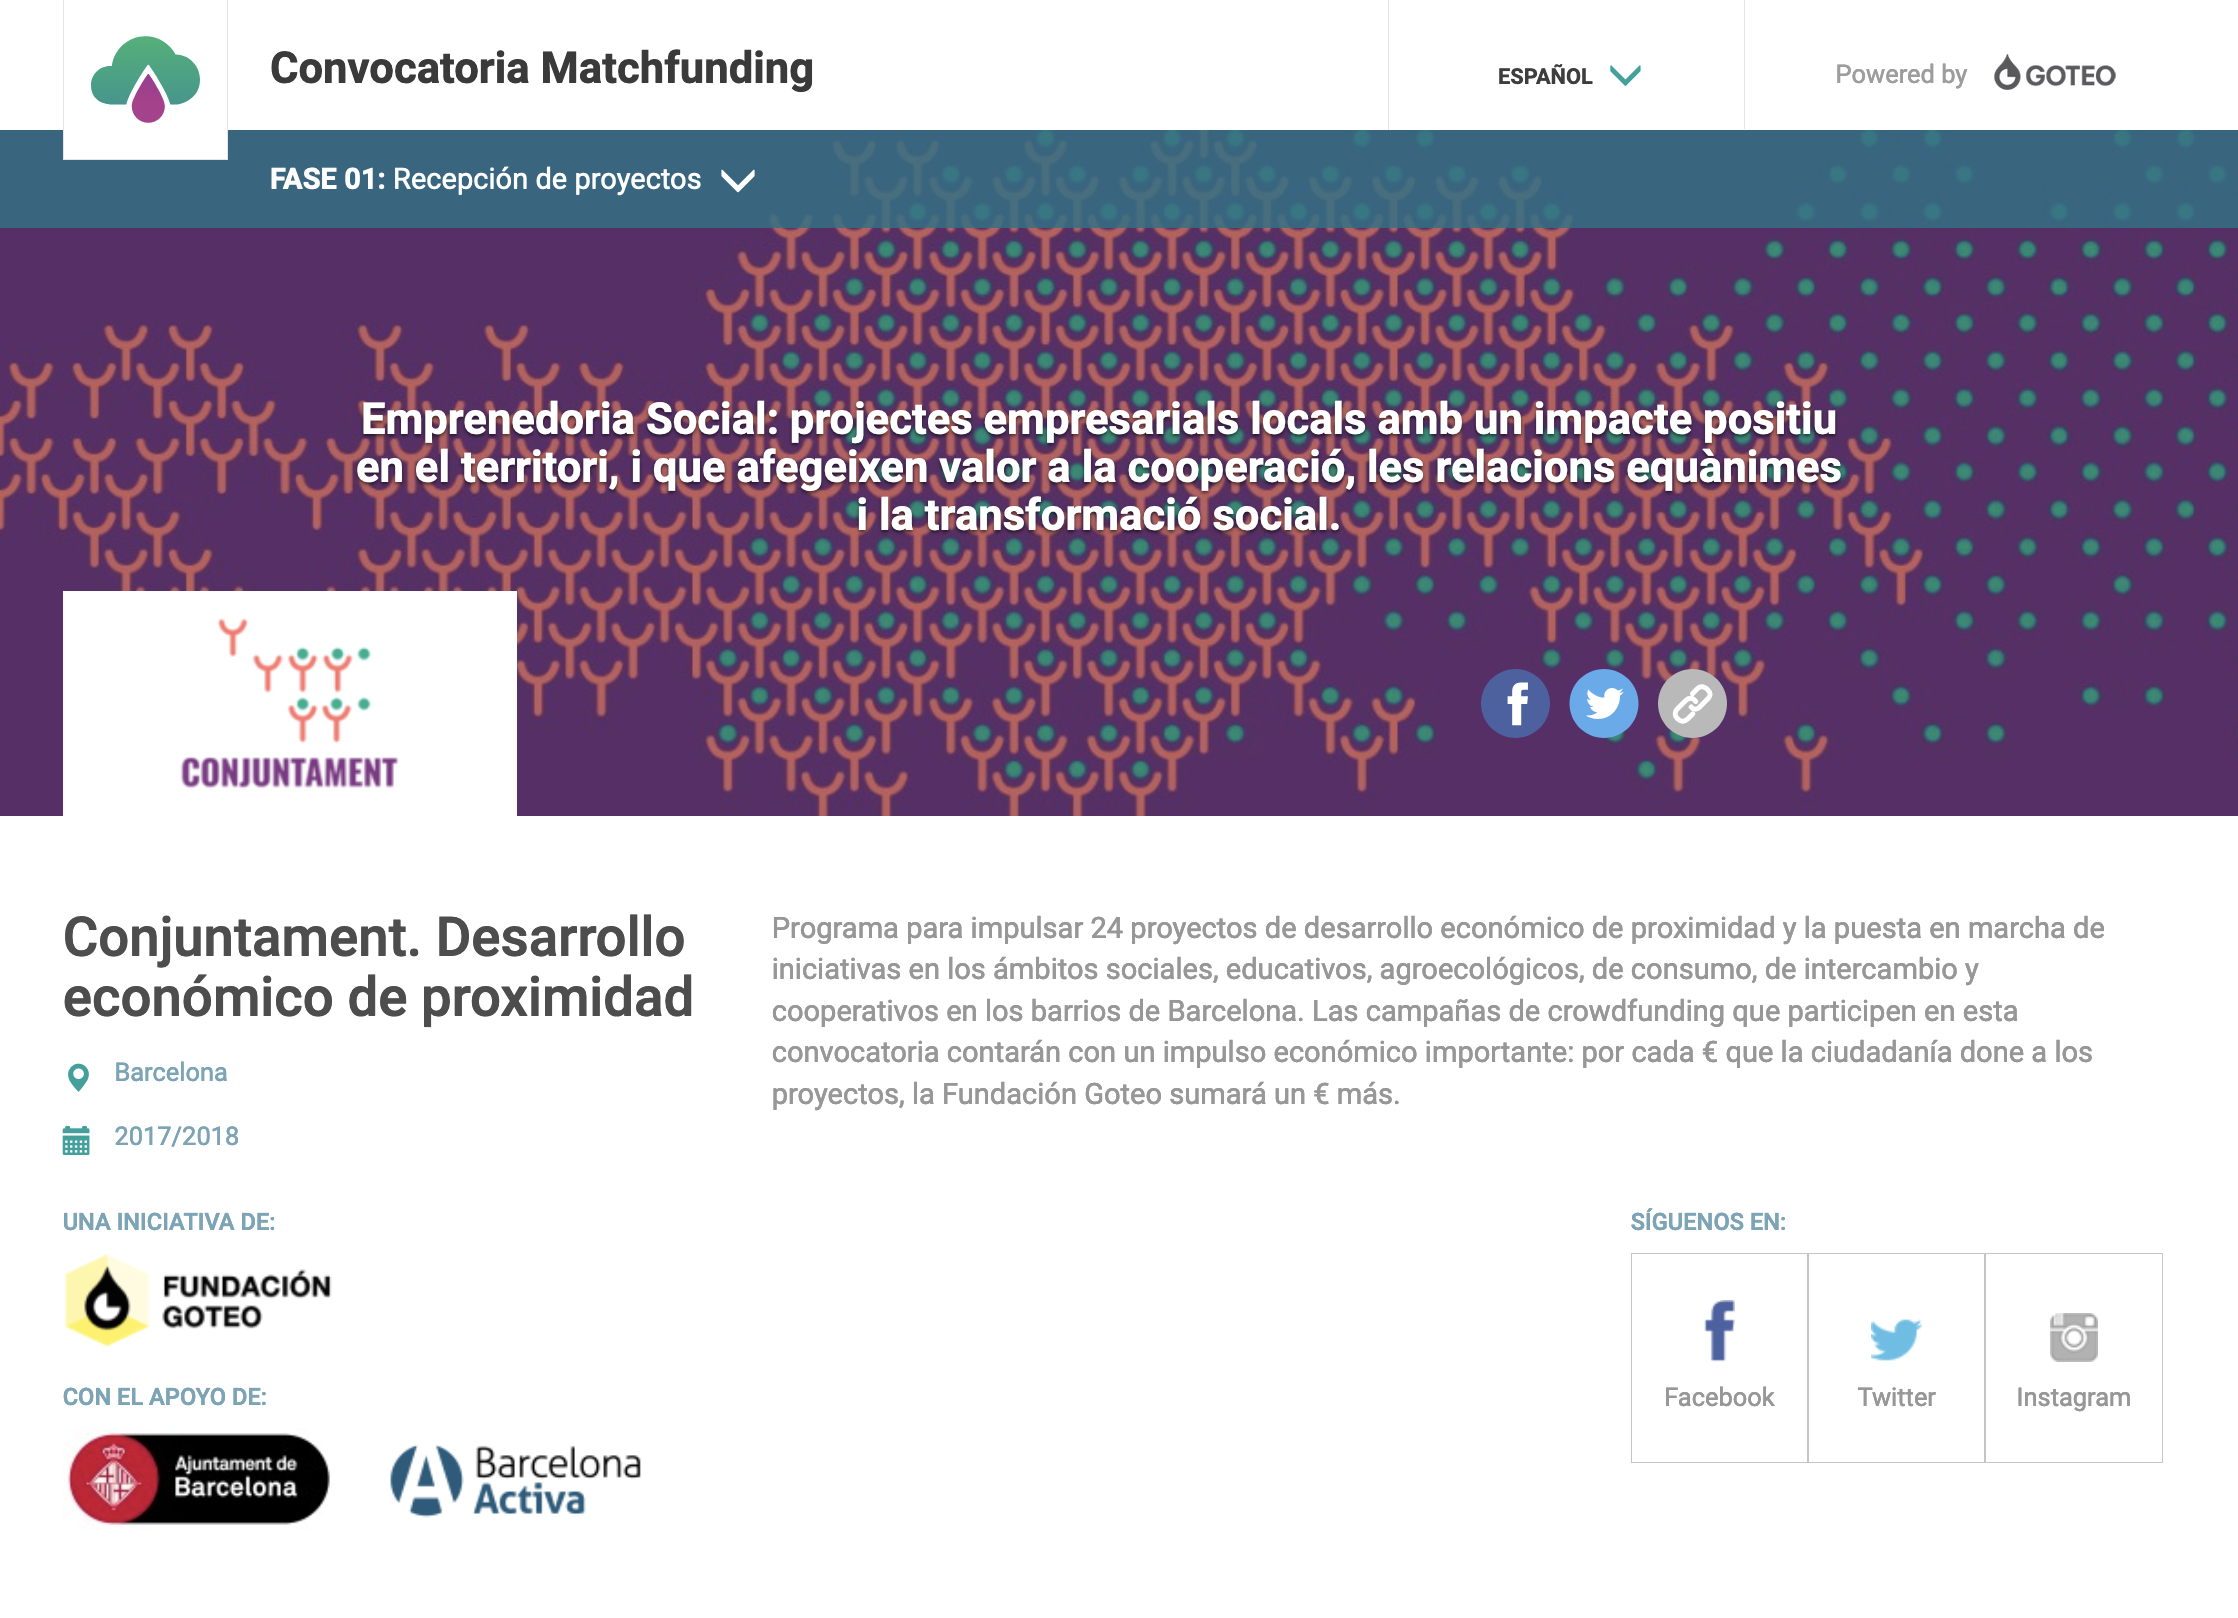 Convocatoria Matchfunding
ESPAÑOL
Powered by GOTEO
FASE 01: Recepción de proyectos
Emprenedoria Social: projectes empresarials locals amb un impacte positiu
en el territori, i que afegeixen valor a la cooperació, les relacions equànimes
i la transformació social.
CONJUNTAMENT
Conjuntament. Desarrollo
económico de proximidad
Barcelona
2017/2018
Programa para impulsar 24 proyectos de desarrollo económico de proximidad y la puesta en marcha de
iniciativas en los ámbitos sociales, educativos, agroecológicos, de consumo, de intercambio y
cooperativos en los barrios de Barcelona. Las campañas de crowdfunding que participen en esta
convocatoria contarán con un impulso económico importante: por cada € que la ciudadanía done a los
proyectos, la Fundación Goteo sumará un € más.
UNA INICIATIVA DE:
FUNDACIÓN
GOTEO
CON EL APOYO DE:
Ajuntament de
Barcelona
Barcelona
Activa
SÍGUENOS EN:
Facebook
Twitter
Instagram